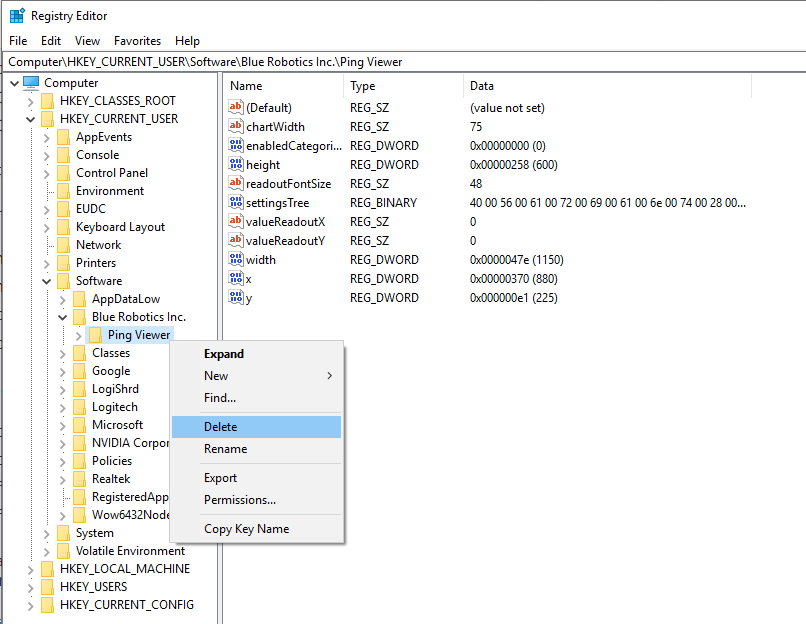 Registry Editor
File Edit View Favorites Help
Computer\HKEY_CURRENT_USER\Software\Blue Robotics Inc.\Ping Viewer
Computer
HKEY_CLASSES_ROOT
HKEY_CURRENT_USER
AppEvents
Console
Control Panel
Environment
EUDC
Keyboard Layout
Network
Printers
Software
AppDataLow
Blue Robotics Inc.
Ping Viewer
Classes
Google
LogiShrd
Logitech
Microsoft
NVIDIA Corpor
Policies
Realtek
RegisteredApp
Wow6432Node
System
Volatile Environment
HKEY_LOCAL_MACHINE
HKEY_USERS
HKEY_CURRENT_CONFIG
Expand
New
Find...
Delete
Rename
Export
Permissions...
Copy Key Name
Name Type Data
(Default) REG_SZ (value not set)
chartWidth REG_SZ 75
enabledCategori... REG_DWORD 0x00000000 (0)
height REG_DWORD 0x00000258 (600)
readoutFontSize REG_SZ 48
settingsTree REG_BINARY 40 00 56 00 61 00 72 00 69 00 61 00 6e 00 74 00 28 00...
valueReadoutX REG_SZ 0
valueReadoutY REG_SZ 0
width REG_DWORD 0x0000047e (1150)
x REG_DWORD 0x00000370 (880)
y REG_DWORD 0x000000e1 (225)